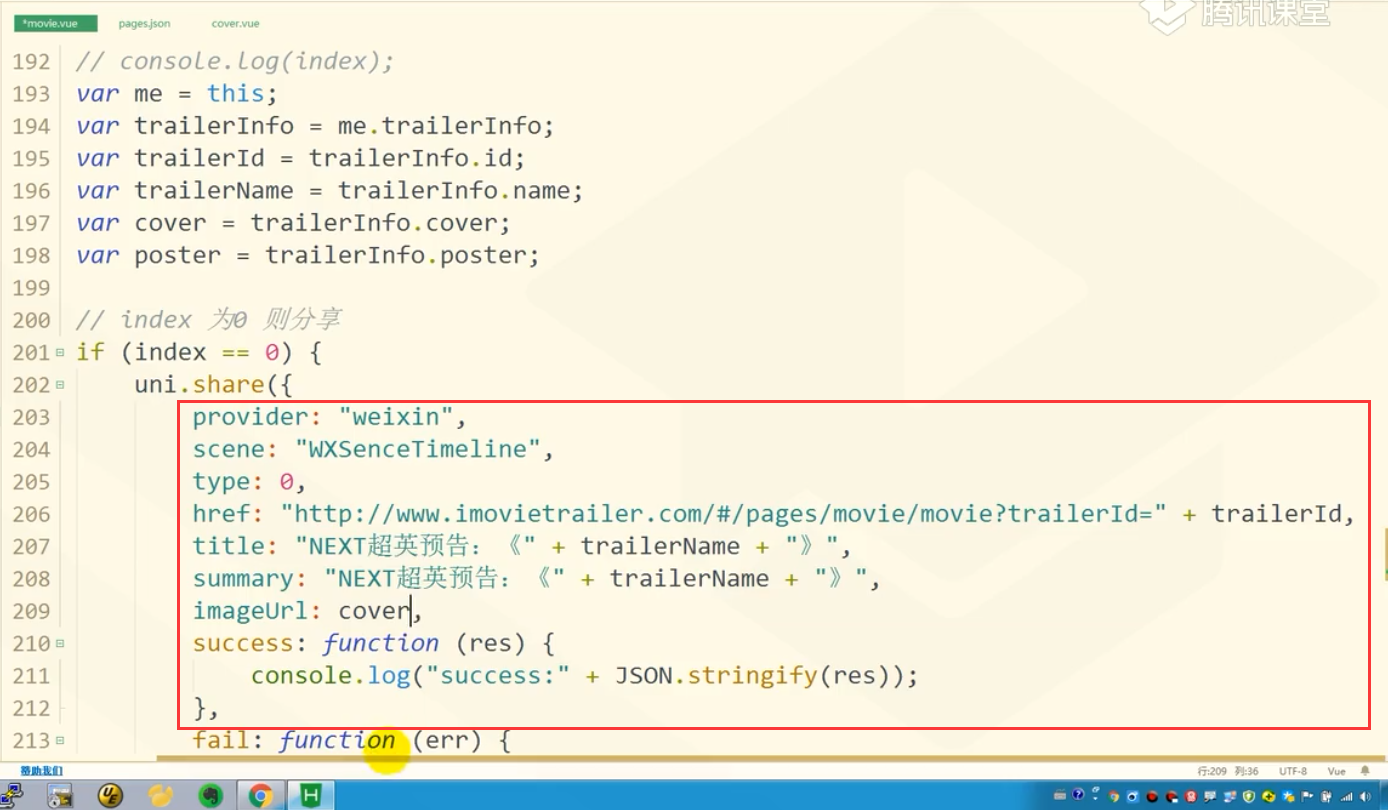 *movie.vue pages.json cover.vue
腾讯课堂
192 // console.log(index);
193 var me = this;
194 var trailerInfo = me.trailerInfo;
195 var trailerId = trailerInfo.id;
196 var trailerName = trailerInfo.name;
197 var cover = trailerInfo.cover;
198 var poster = trailerInfo.poster;
199
200 // index 为0 则分享
201 if (index == 0) {
202 uni.share({
203 provider: "weixin",
204 scene: "WXSenceTimeline",
205 type: 0,
206 href: "http://www.imovietrailer.com/#/pages/movie/movie?trailerId=" + trailerId,
207 title: "NEXT超英预告：《" + trailerName + "》",
208 summary: "NEXT超英预告：《" + trailerName + "》",
209 imageUrl: cover,
210 success: function (res) {
211 console.log("success:" + JSON.stringify(res));
212 },
213 fail: function (err) {
帮助我们 行:209 列:36 UTF-8 Vue